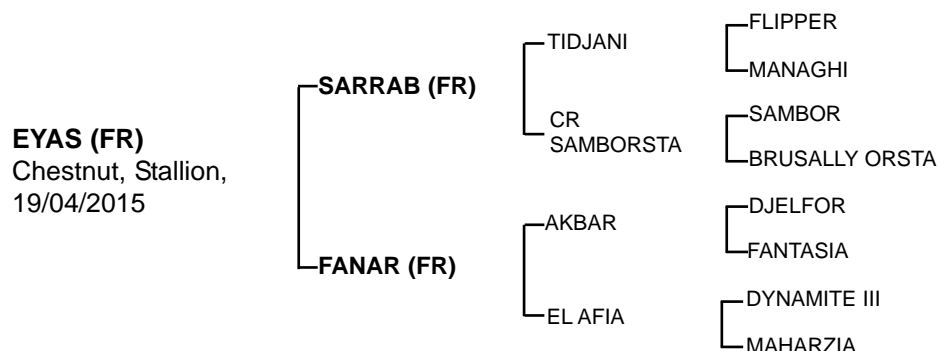 EYAS (FR)
Chestnut, Stallion,
19/04/2015
SARRAB (FR)
FANAR (FR)
TIDJANI
CR
SAMBORSTA
AKBAR
EL AFIA
FLIPPER
MANAGHI
SAMBOR
BRUSALLY ORSTA
DJELFOR
FANTASIA
DYNAMITE III
MAHARZIA